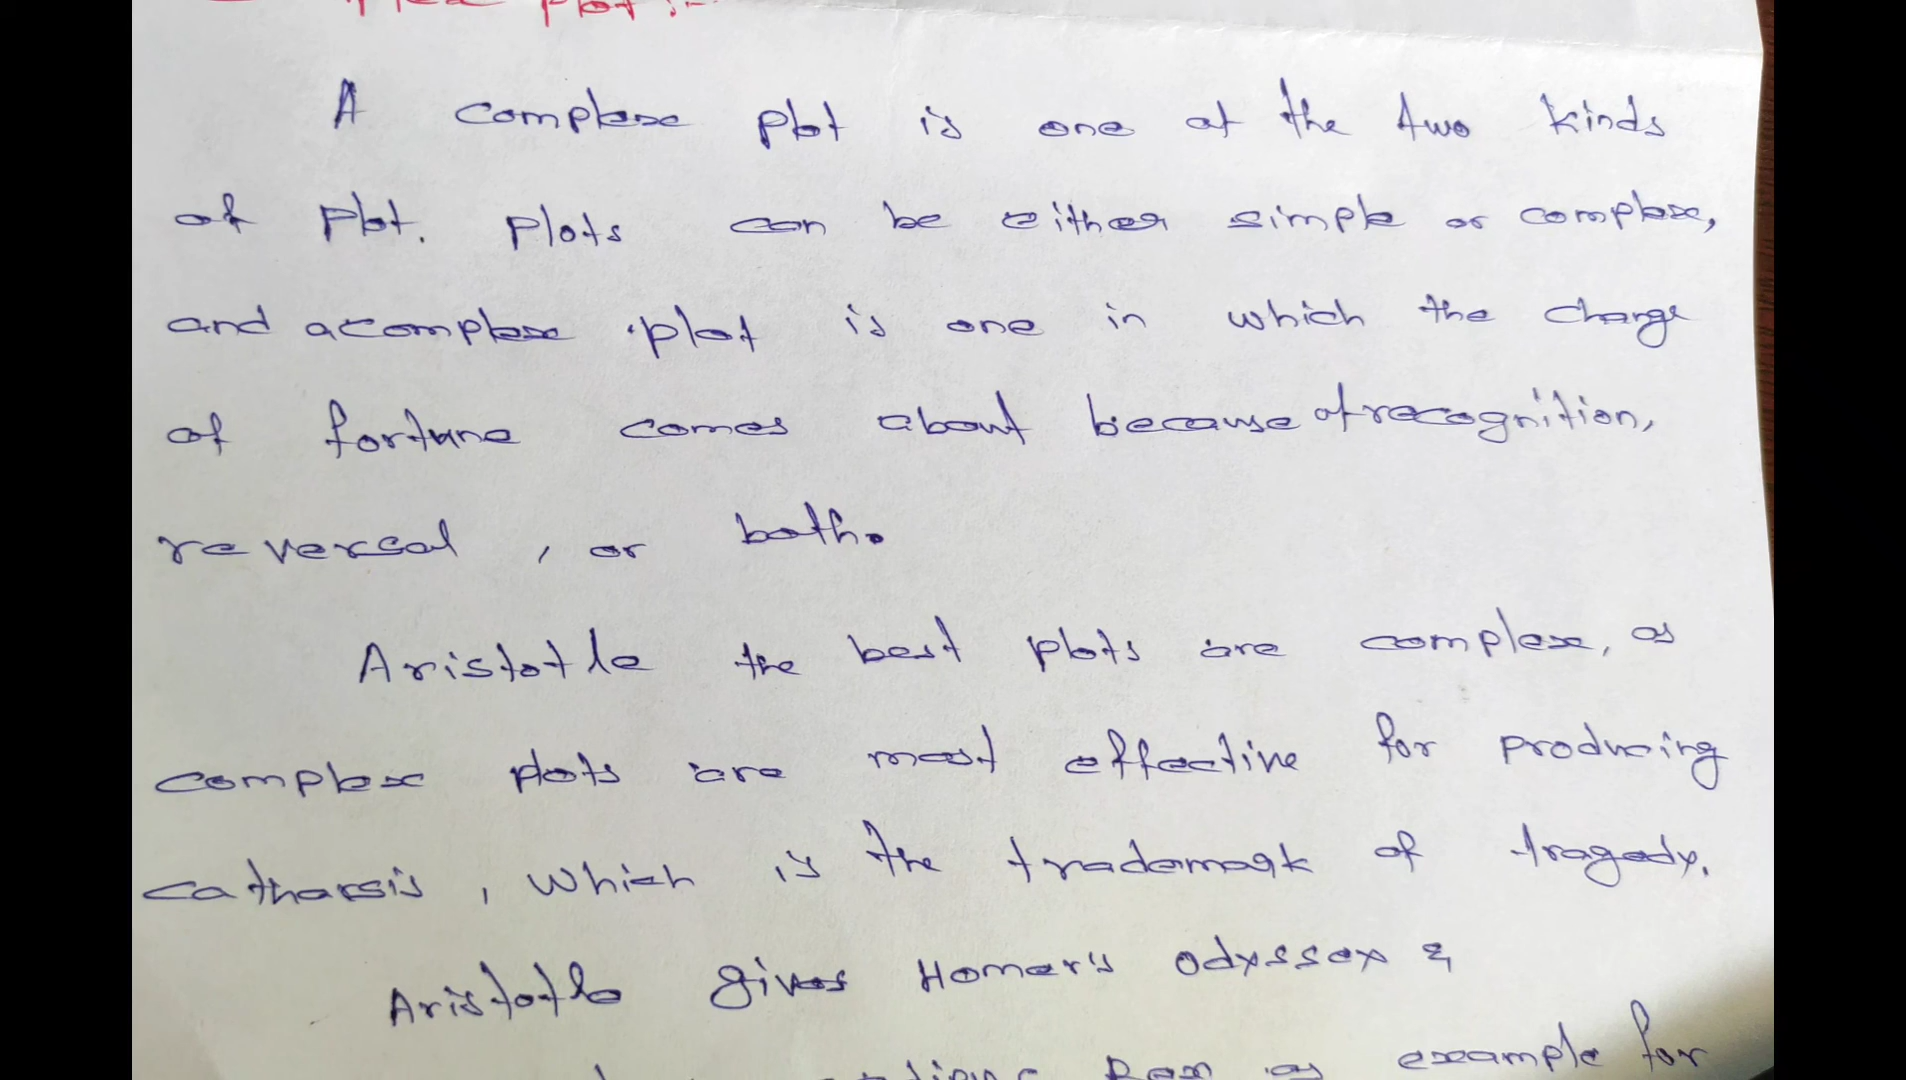 plot :-
A complex plot is one of the two kinds
of plot. plots can be either simple or complex,
and a complex plot is one in which the change
of fortune comes about because of recognition,
reversal, or both.
Aristotle the best plots are complex, as
complex plots are most effective for producing
catharsis, which is the trademark of tragedy.
Aristotle gives Homer's Odyssey &
as example for